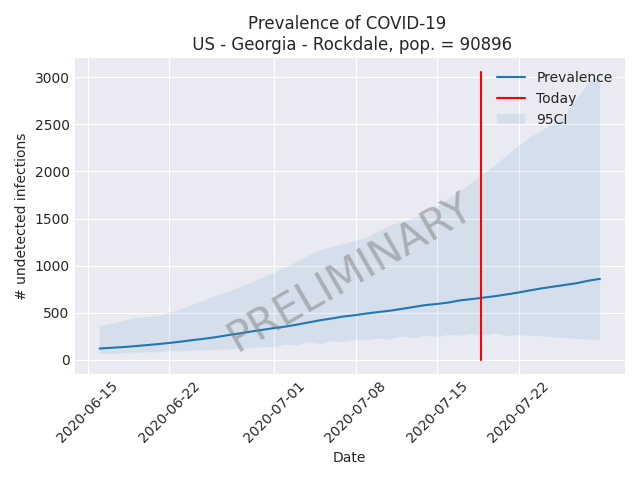 Prevalence of COVID-19
US - Georgia - Rockdale, pop. = 90896
Prevalence
Today
95CI
3000
2500
2000
1500
1000
500
0
# undetected infections
PRELIMINARY
2020-06-15
2020-06-22
2020-07-01
2020-07-08
2020-07-15
2020-07-22
Date